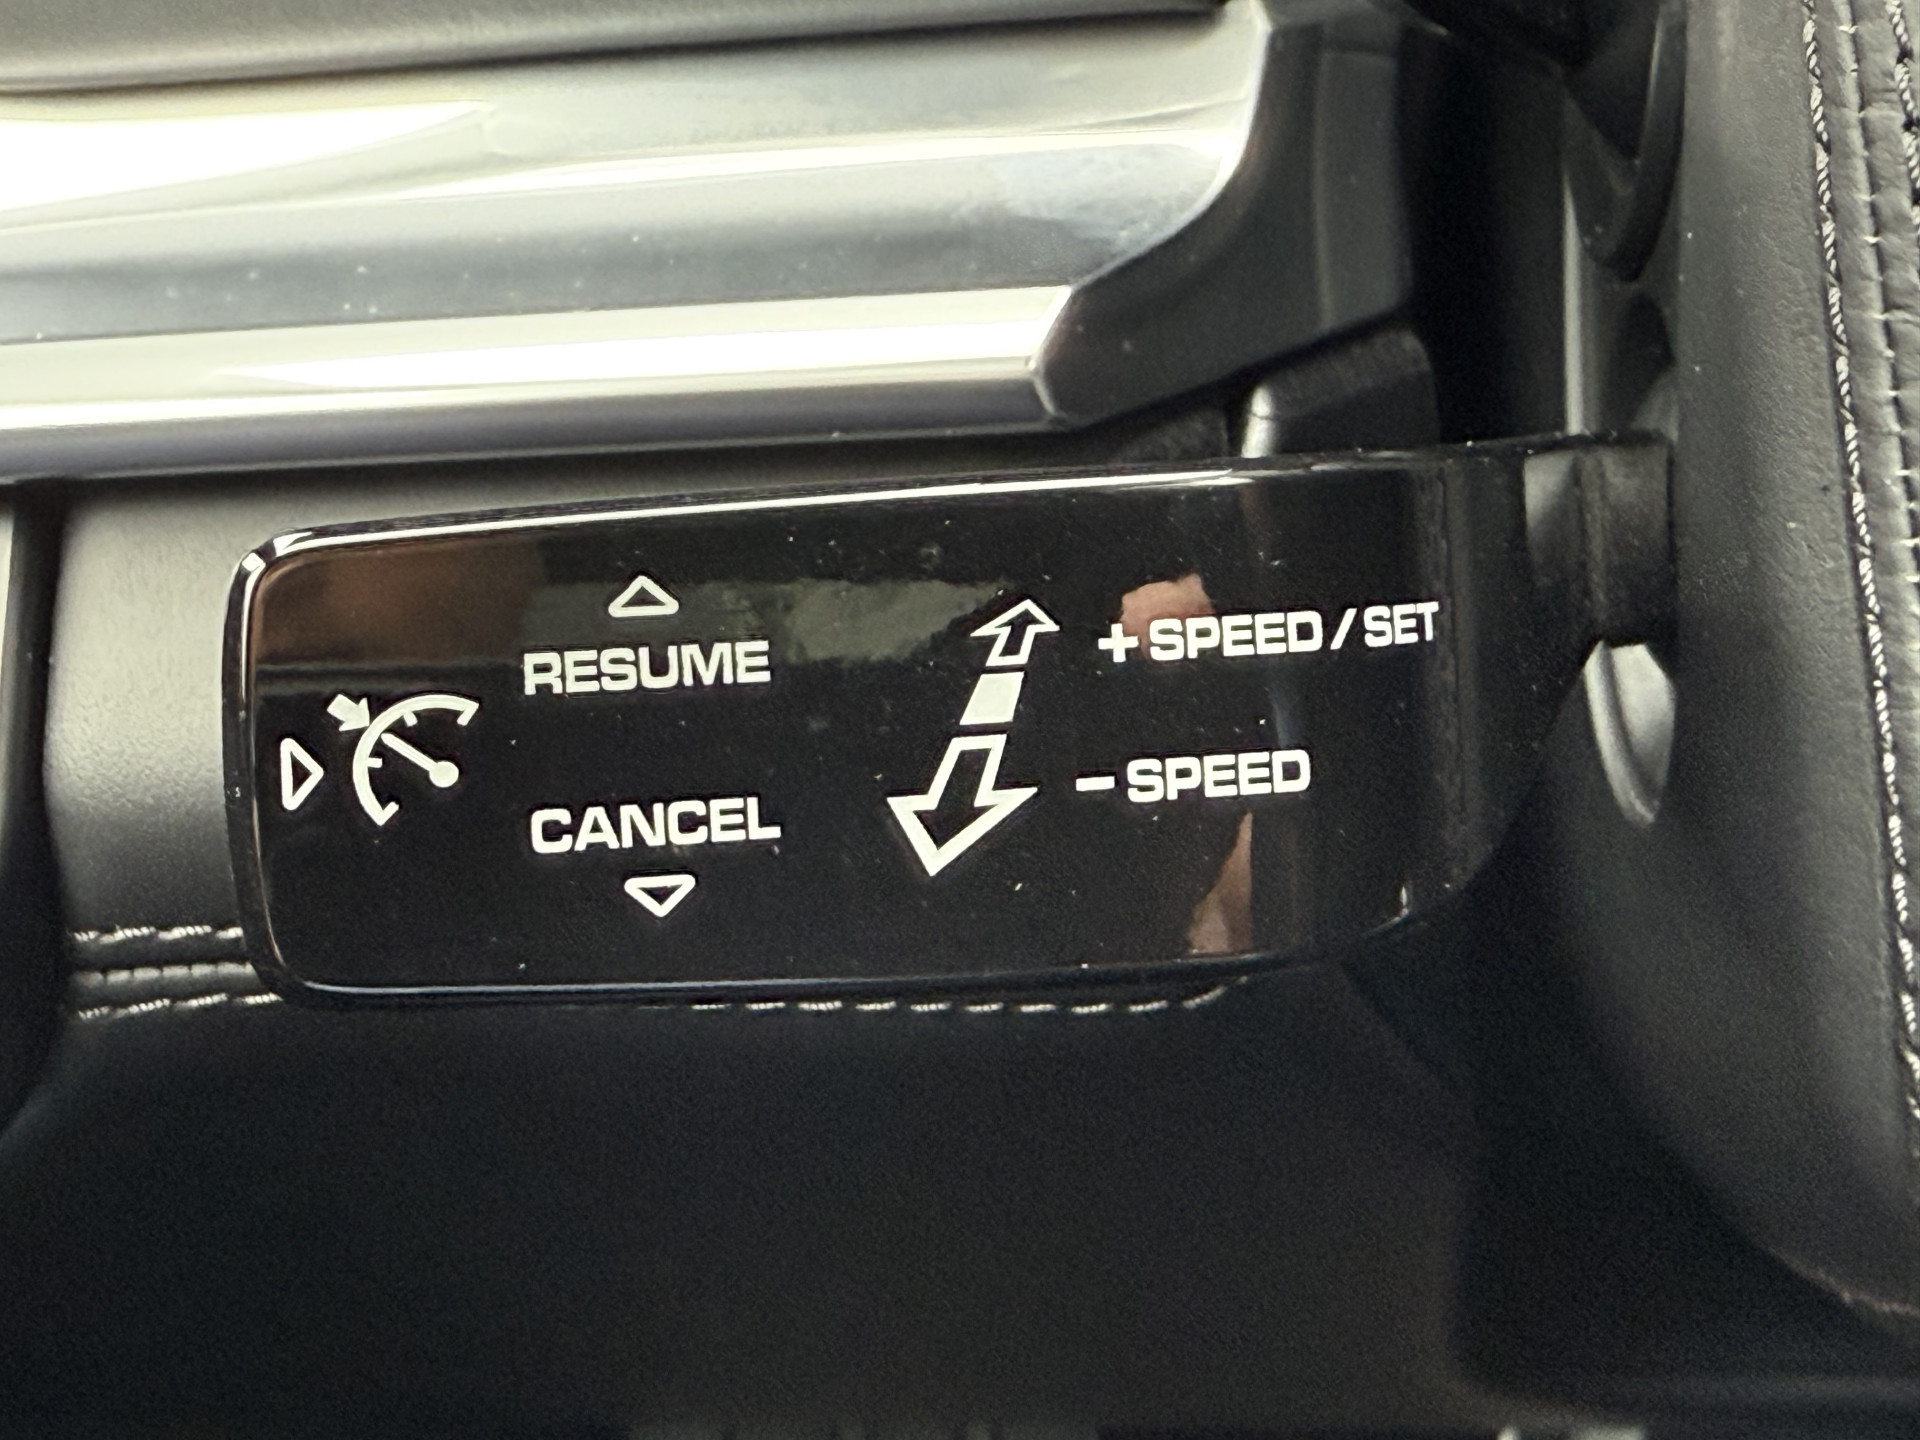 RESUME
+ SPEED / SET
CANCEL
- SPEED